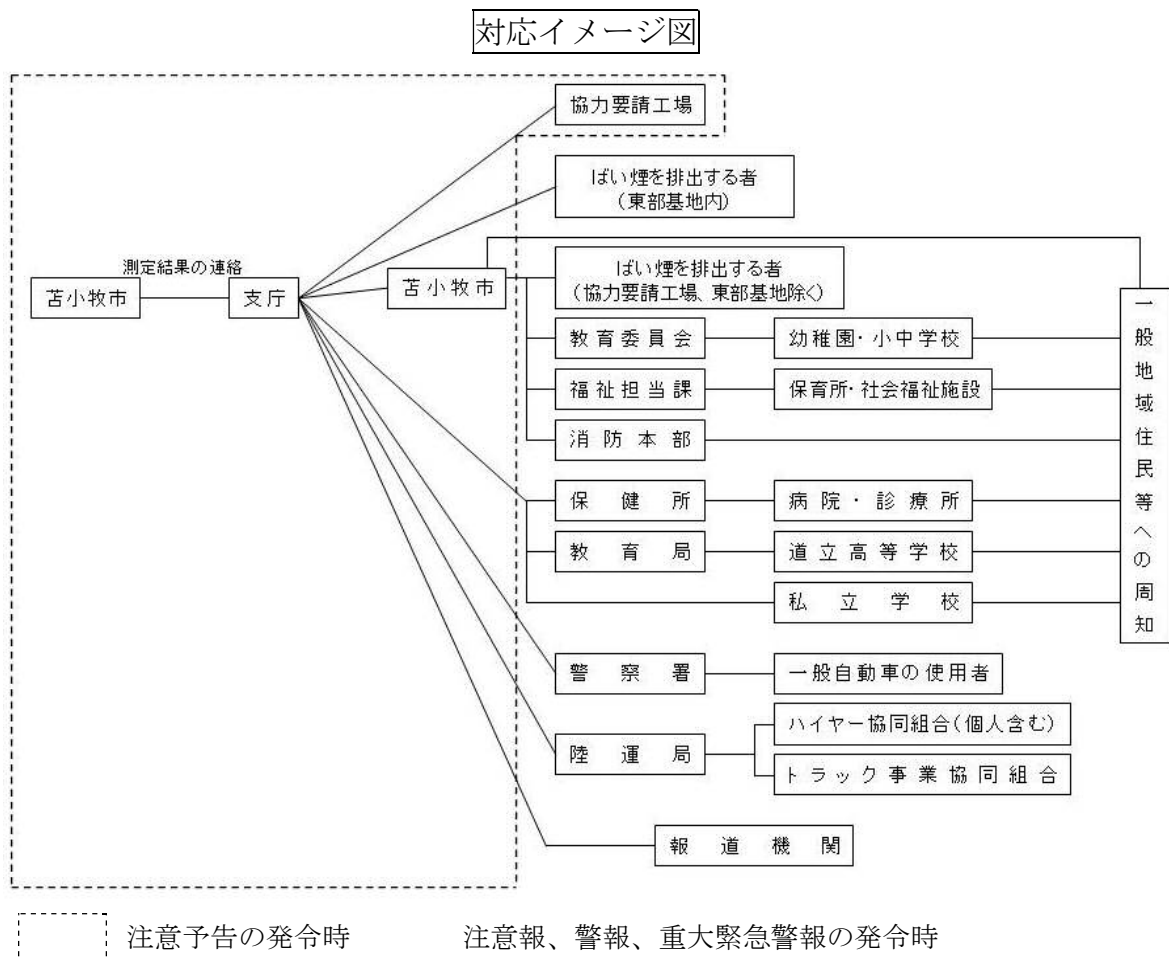 対応イメージ図
協力要請工場
ばい煙を排出する者
(東部基地内)
測定結果の連絡
苫小牧市
支庁
苫小牧市
ばい煙を排出する者
(協力要請工場、東部基地除く)
教育委員会
幼稚園・小中学校
福祉担当課
保育所・社会福祉施設
消防本部
保健所
病院・診療所
教育局
道立高等学校
私立学校
一般地域住民等への周知
警察署
一般自動車の使用者
陸運局
ハイヤー協同組合(個人含む)
トラック事業協同組合
報道機関
注意予告の発令時
注意報、警報、重大緊急警報の発令時